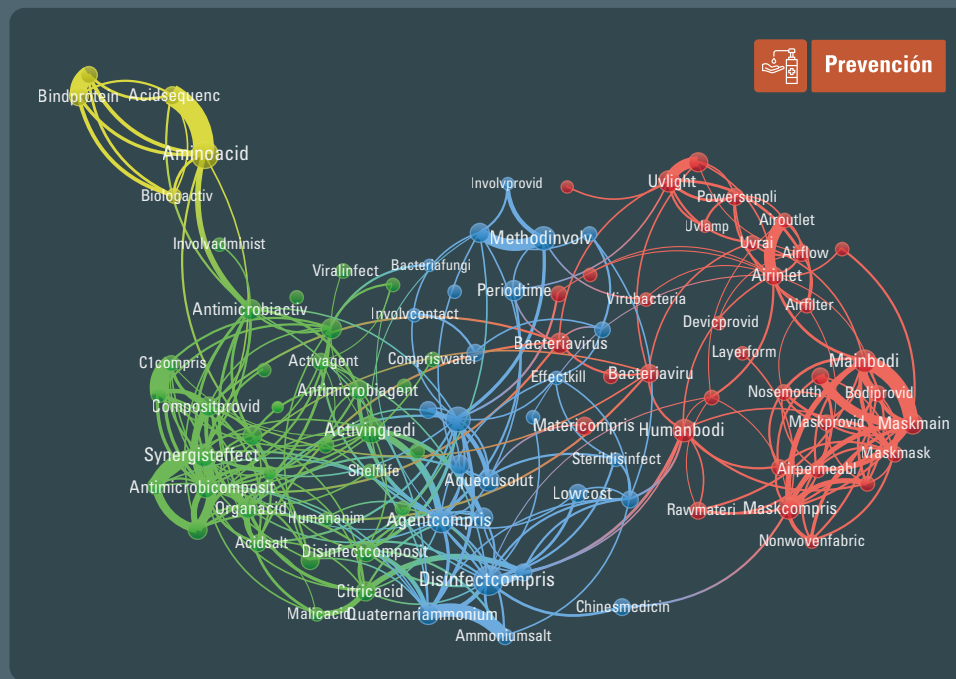 Prevención
Bindprotein
Acidsequenc
Aminoacid
Biologactiv
Involvadminist
Involvprovid
Uvlight
Powersuppli
Uvlamp
Airoutlet
Methodinvolv
Uvrai
Airflow
Viralinfect
Bacteriafungi
Airinlet
Periodtime
Virubacteria
Airfilter
Antimicrobiactiv
Involvcontact
Devicprovid
Bacteriavirus
Layerform
C1compris
Activagent
Compriswater
Mainbodi
Effectkill
Bacteriaviru
Antimicrobiagent
Nosemouth
Bodiprovid
Compositprovid
Maskprovid
Maskmain
Activingredi
Matericompris
Humanbodi
Synergisteffect
Maskmask
Sterildisinfect
Shelflife
Airpermeabl
Aqueousolut
Antimicrobicomposit
Lowcost
Organacid
Rawmateri
Maskcompris
Humananim
Agentcompris
Acidsalt
Nonwovenfabric
Disinfectcomposit
Disinfectcompris
Citricacid
Chinesmedicin
Malicacid
Quaternariammonium
Ammoniumsalt